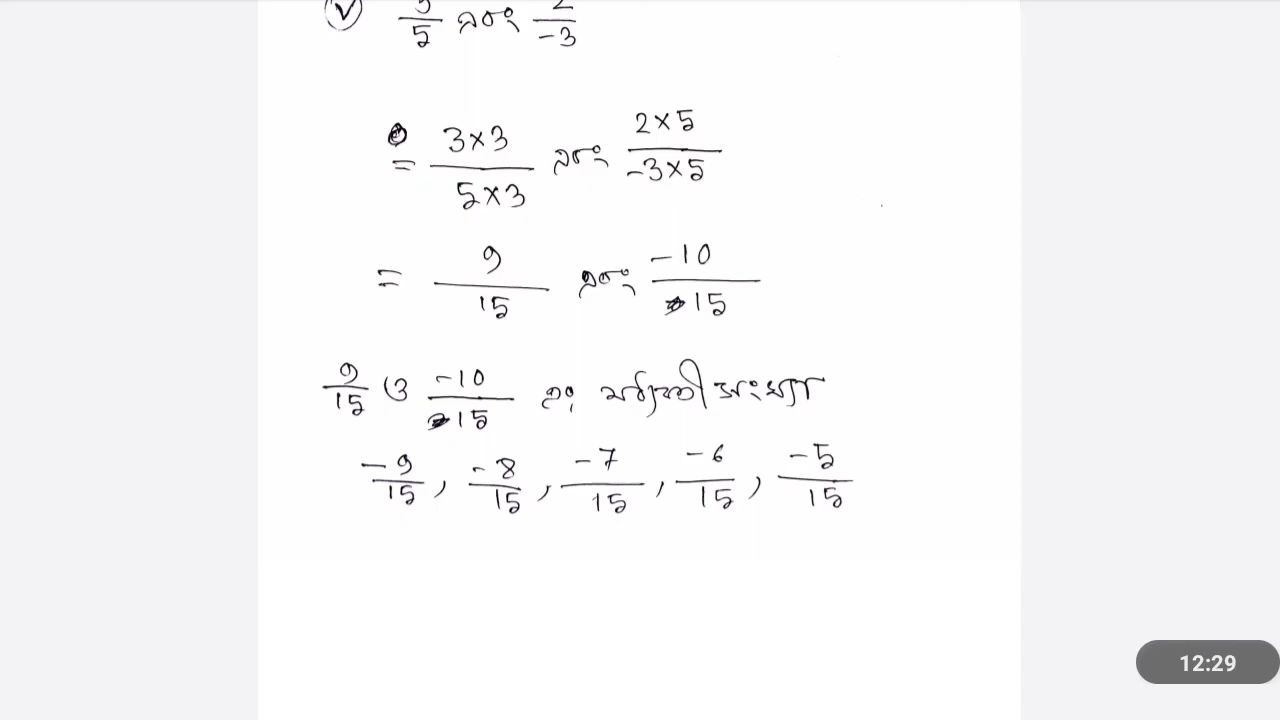 (v) 3/5 এবং 2/-3
= 3×3/5×3 এবং 2×5/-3×5
= 9/15 এবং -10/15
9/15 ও -10/15 এর মধ্যবর্তী সংখ্যা
-9/15, -8/15, -7/15, -6/15, -5/15
12:29